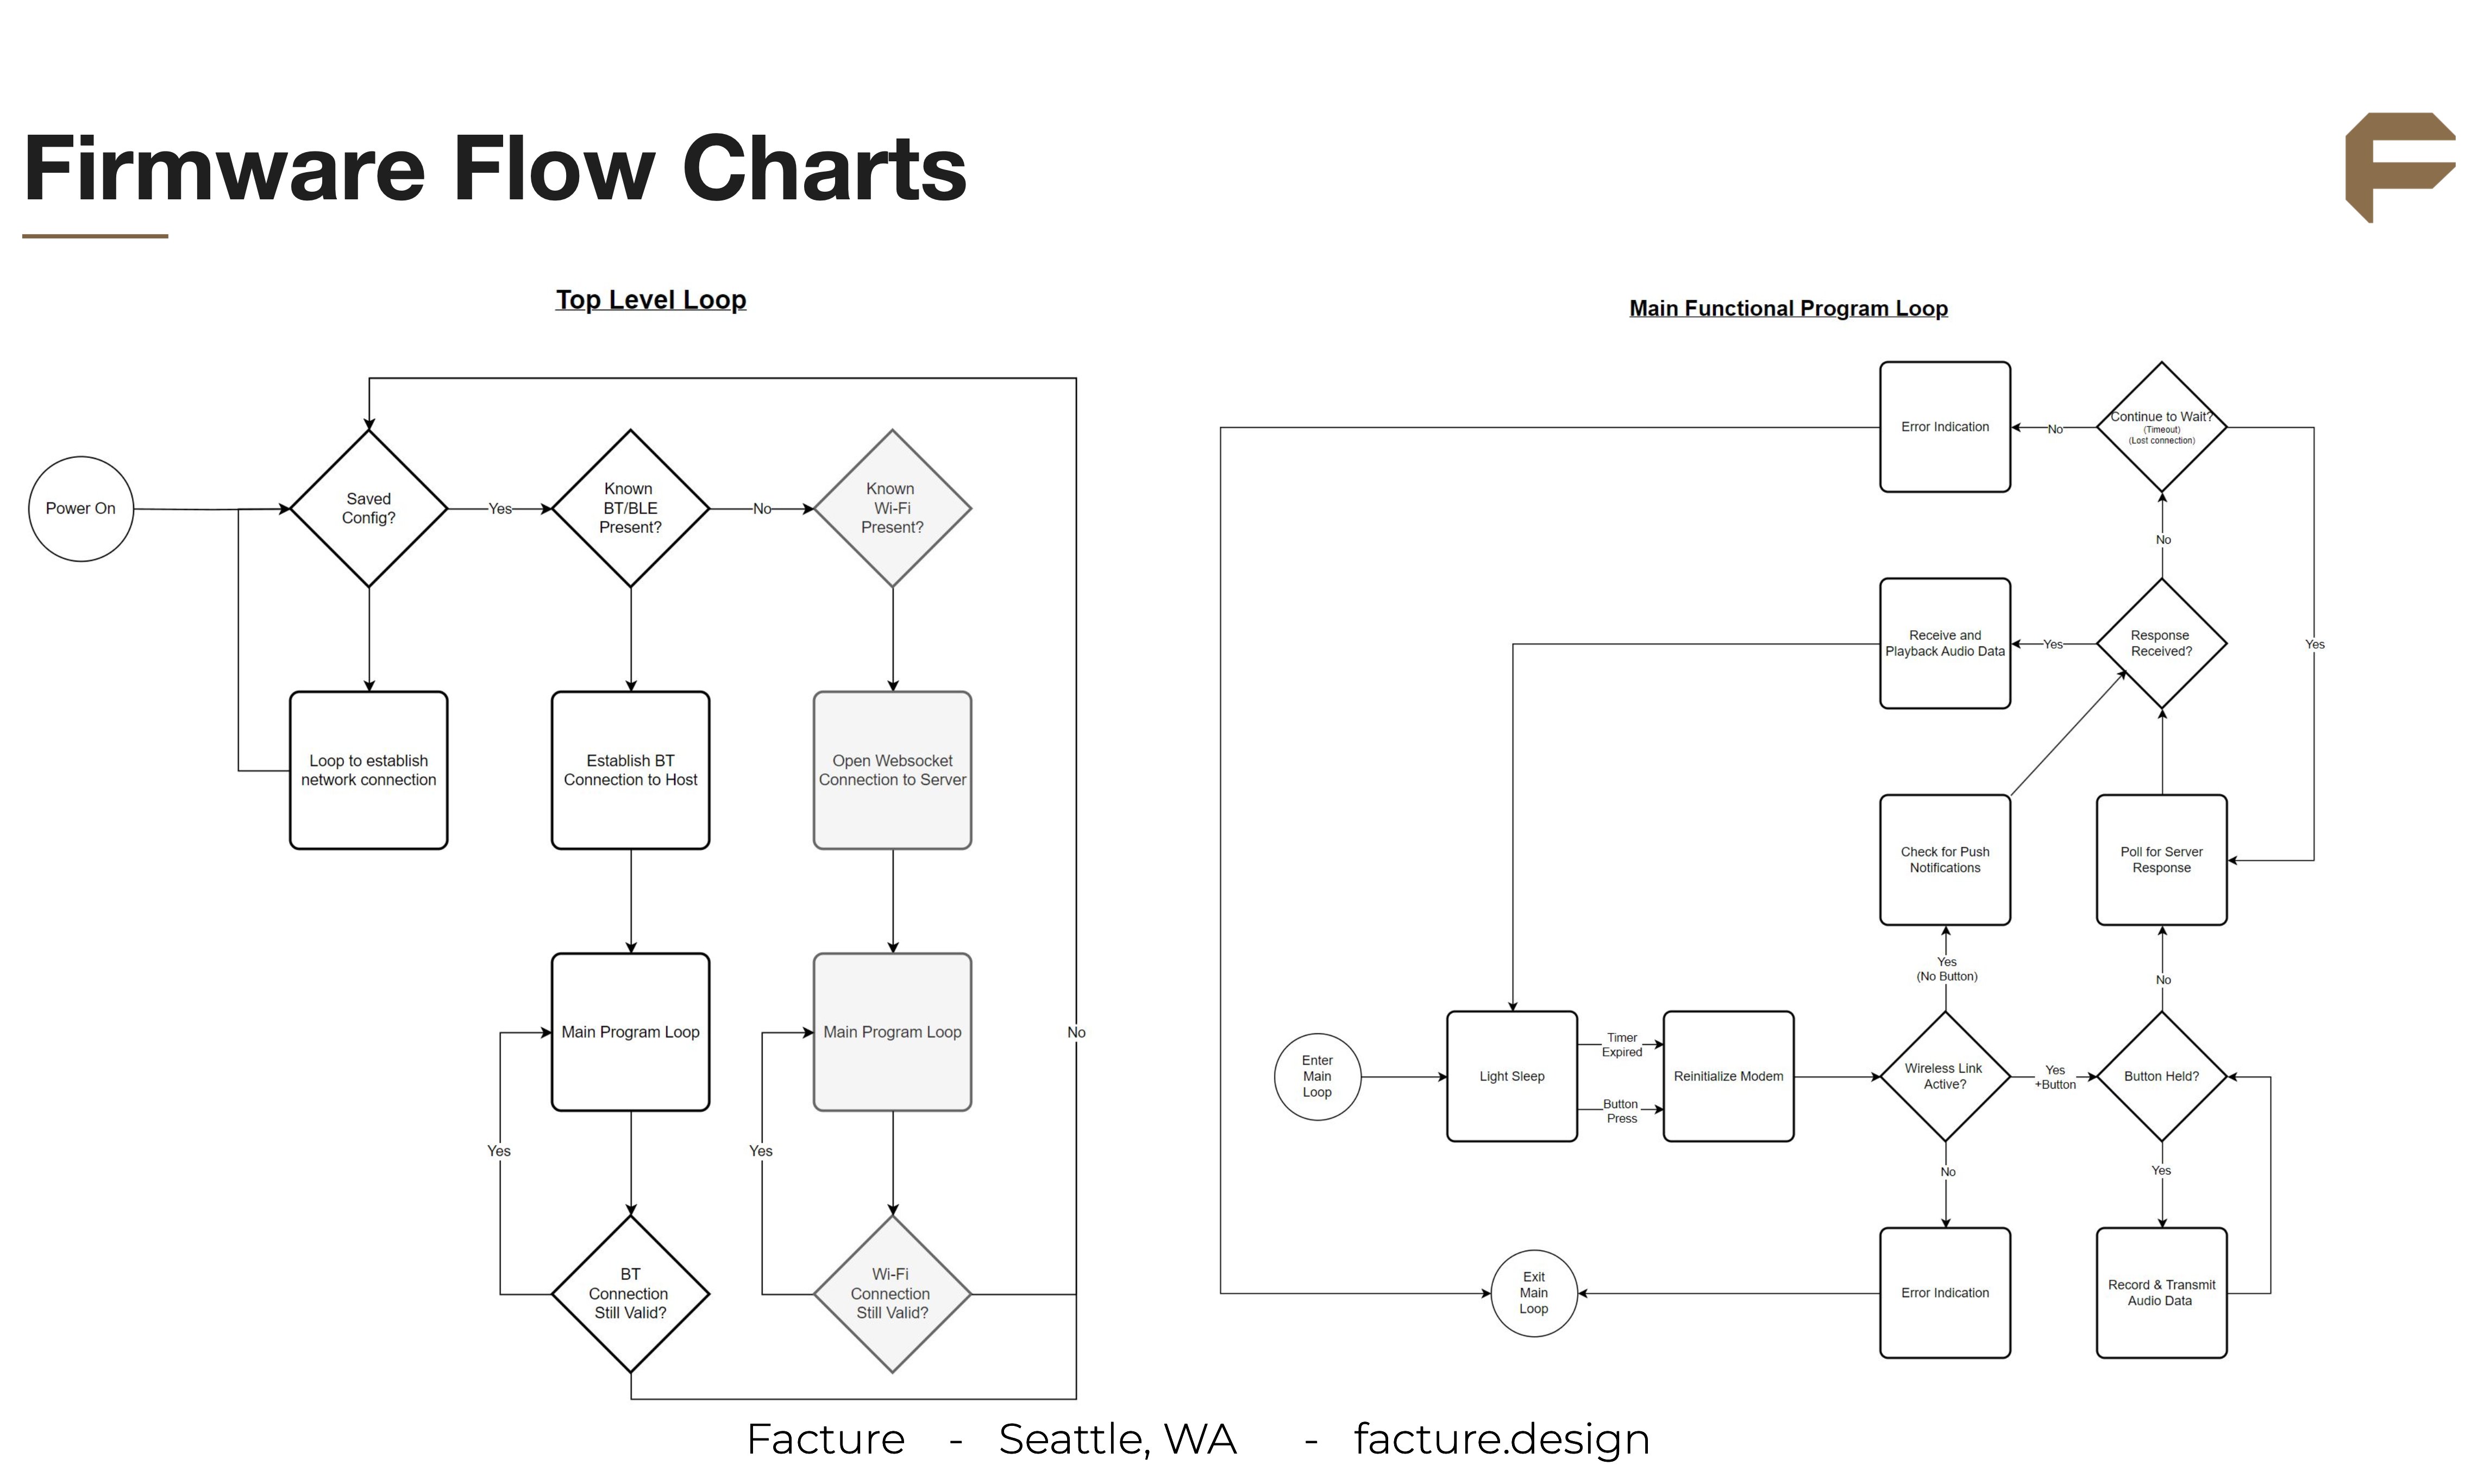 Firmware Flow Charts
Top Level Loop
Power On
Saved
Config?
Yes
Known
BT/BLE
Present?
No
Known
Wi-Fi
Present?
Loop to establish
network connection
Establish BT
Connection to Host
Open Websocket
Connection to Server
Main Program Loop
Main Program Loop
No
Yes
Yes
BT
Connection
Still Valid?
Wi-Fi
Connection
Still Valid?
Main Functional Program Loop
Error Indication
No
Continue to Wait?
(Timeout)
(Lost connection)
No
Receive and
Playback Audio Data
Yes
Response
Received?
Yes
Check for Push
Notifications
Poll for Server
Response
Yes
(No Button)
No
Enter
Main
Loop
Light Sleep
Timer
Expired
Button
Press
Reinitialize Modem
Wireless Link
Active?
Yes
+Button
Button Held?
No
Yes
Exit
Main
Loop
Error Indication
Record & Transmit
Audio Data
Facture - Seattle, WA - facture.design